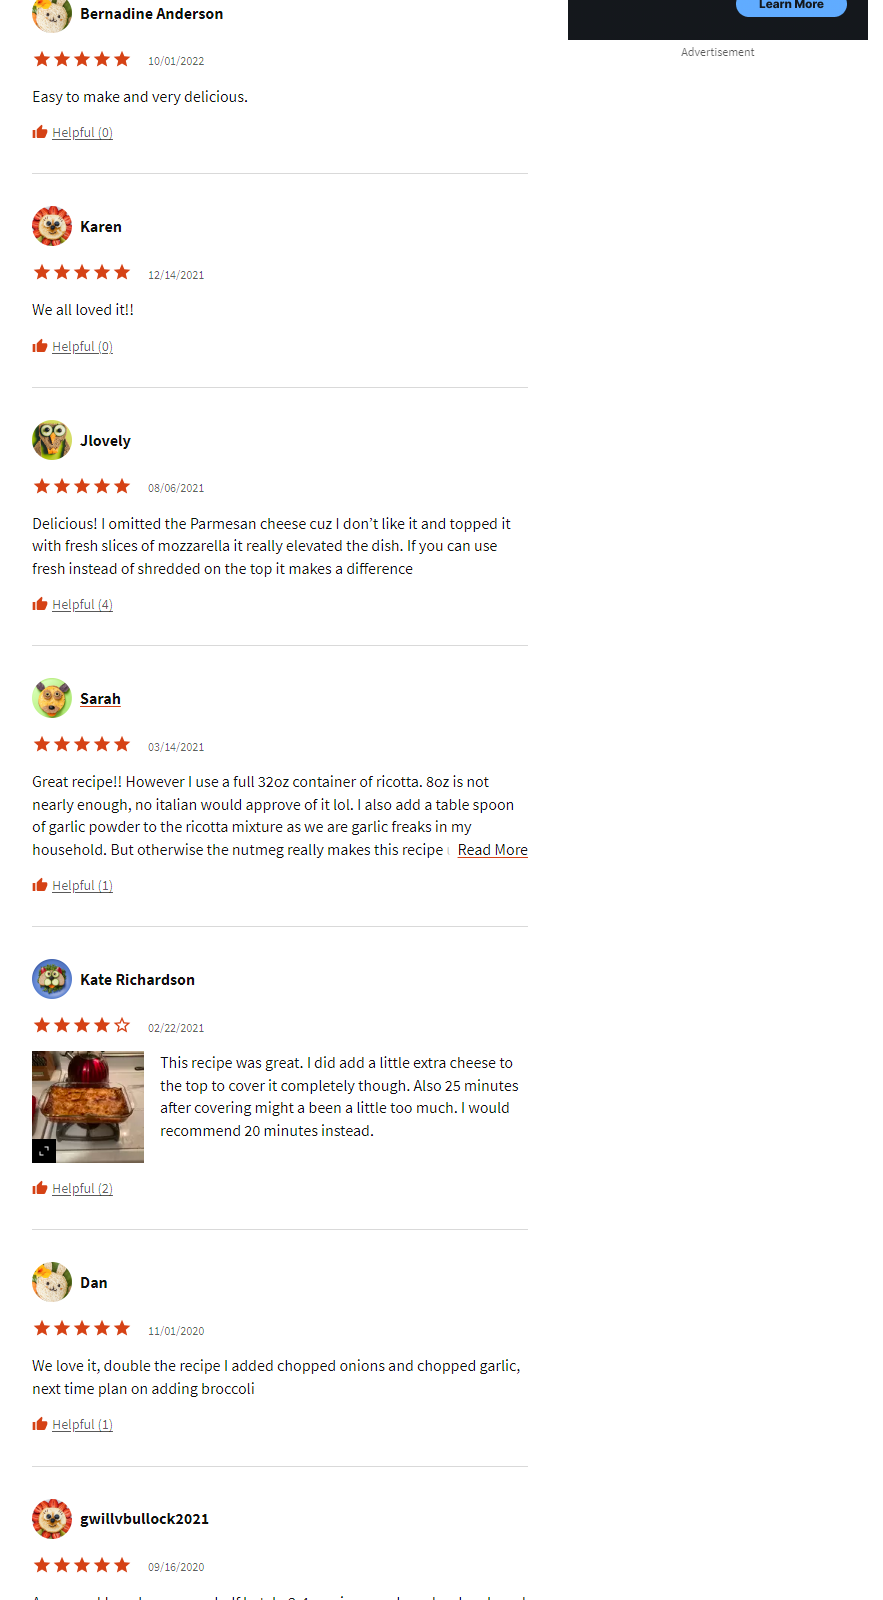 Bernadine Anderson
Learn More
Advertisement
10/01/2022
Easy to make and very delicious.
Helpful (0)
Karen
12/14/2021
We all loved it!!
Helpful (0)
Jlovely
08/06/2021
Delicious! I omitted the Parmesan cheese cuz I don’t like it and topped it
with fresh slices of mozzarella it really elevated the dish. If you can use
fresh instead of shredded on the top it makes a difference
Helpful (4)
Sarah
03/14/2021
Great recipe!! However I use a full 32oz container of ricotta. 8oz is not
nearly enough, no italian would approve of it lol. I also add a table spoon
of garlic powder to the ricotta mixture as we are garlic freaks in my
household. But otherwise the nutmeg really makes this recipe Read More
Helpful (1)
Kate Richardson
02/22/2021
This recipe was great. I did add a little extra cheese to
the top to cover it completely though. Also 25 minutes
after covering might a been a little too much. I would
recommend 20 minutes instead.
Helpful (2)
Dan
11/01/2020
We love it, double the recipe I added chopped onions and chopped garlic,
next time plan on adding broccoli
Helpful (1)
gwillvbullock2021
09/16/2020